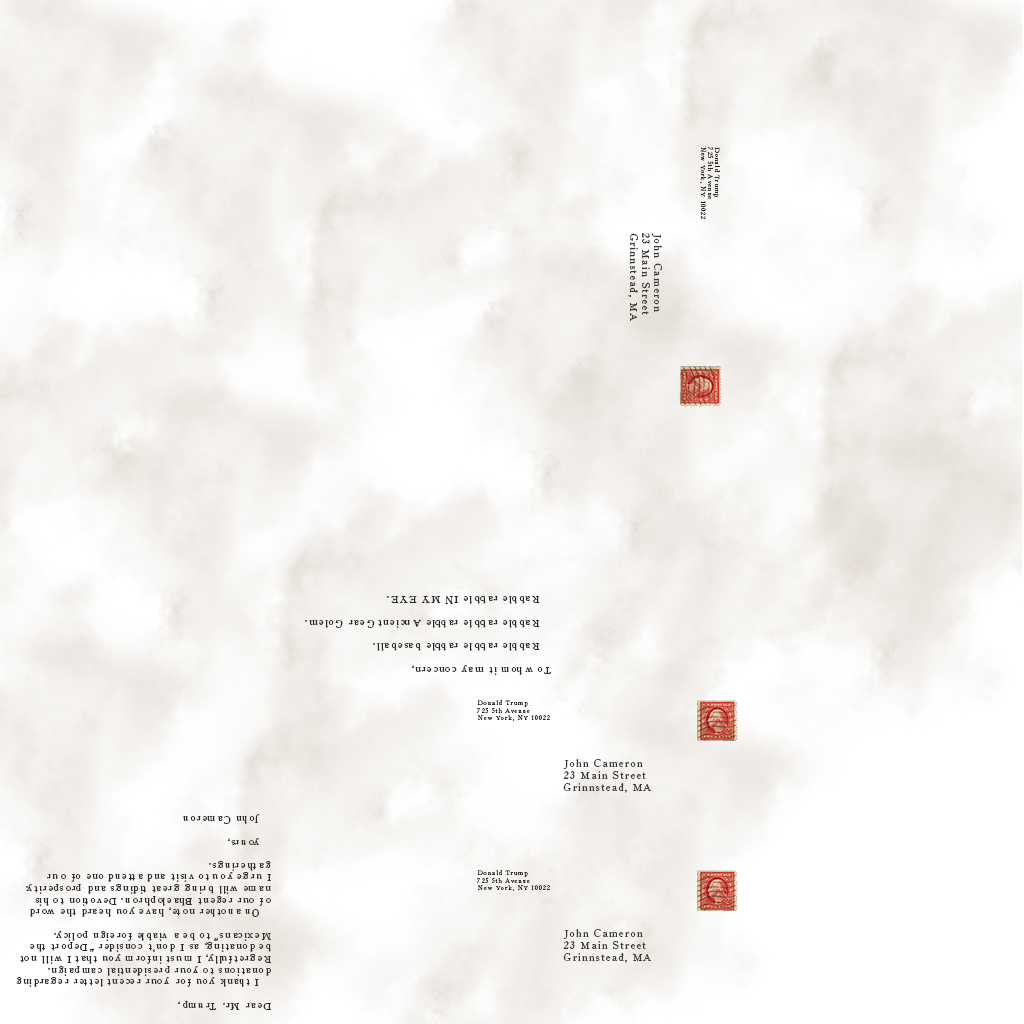 Donald Trump
725 5th Avenue
New York, NY 10022
John Cameron
23 Main Street
Grinnstead, MA
To whom it may concern,
Rabble rabble rabble rabble baseball.
Rabble rabble rabble rabble Ancient Gear Golem.
Rabble rabble rabble IN MY EYE.
Donald Trump
725 5th Avenue
New York, NY 10022
John Cameron
23 Main Street
Grinnstead, MA
Dear Mr. Trump,
I thank you for your recent letter regarding
donations to your presidential campaign.
Regretfully, I must inform you that I will not
be donating, as I don't consider "Deport the
Mexicans" to be a viable foreign policy.
On another note, have you heard the word
of our regent Bhaelophron. Devotion to his
name will bring great tidings and prosperity.
I urge you to visit and attend one of our
gatherings.
yours,
John Cameron
Donald Trump
725 5th Avenue
New York, NY 10022
John Cameron
23 Main Street
Grinnstead, MA